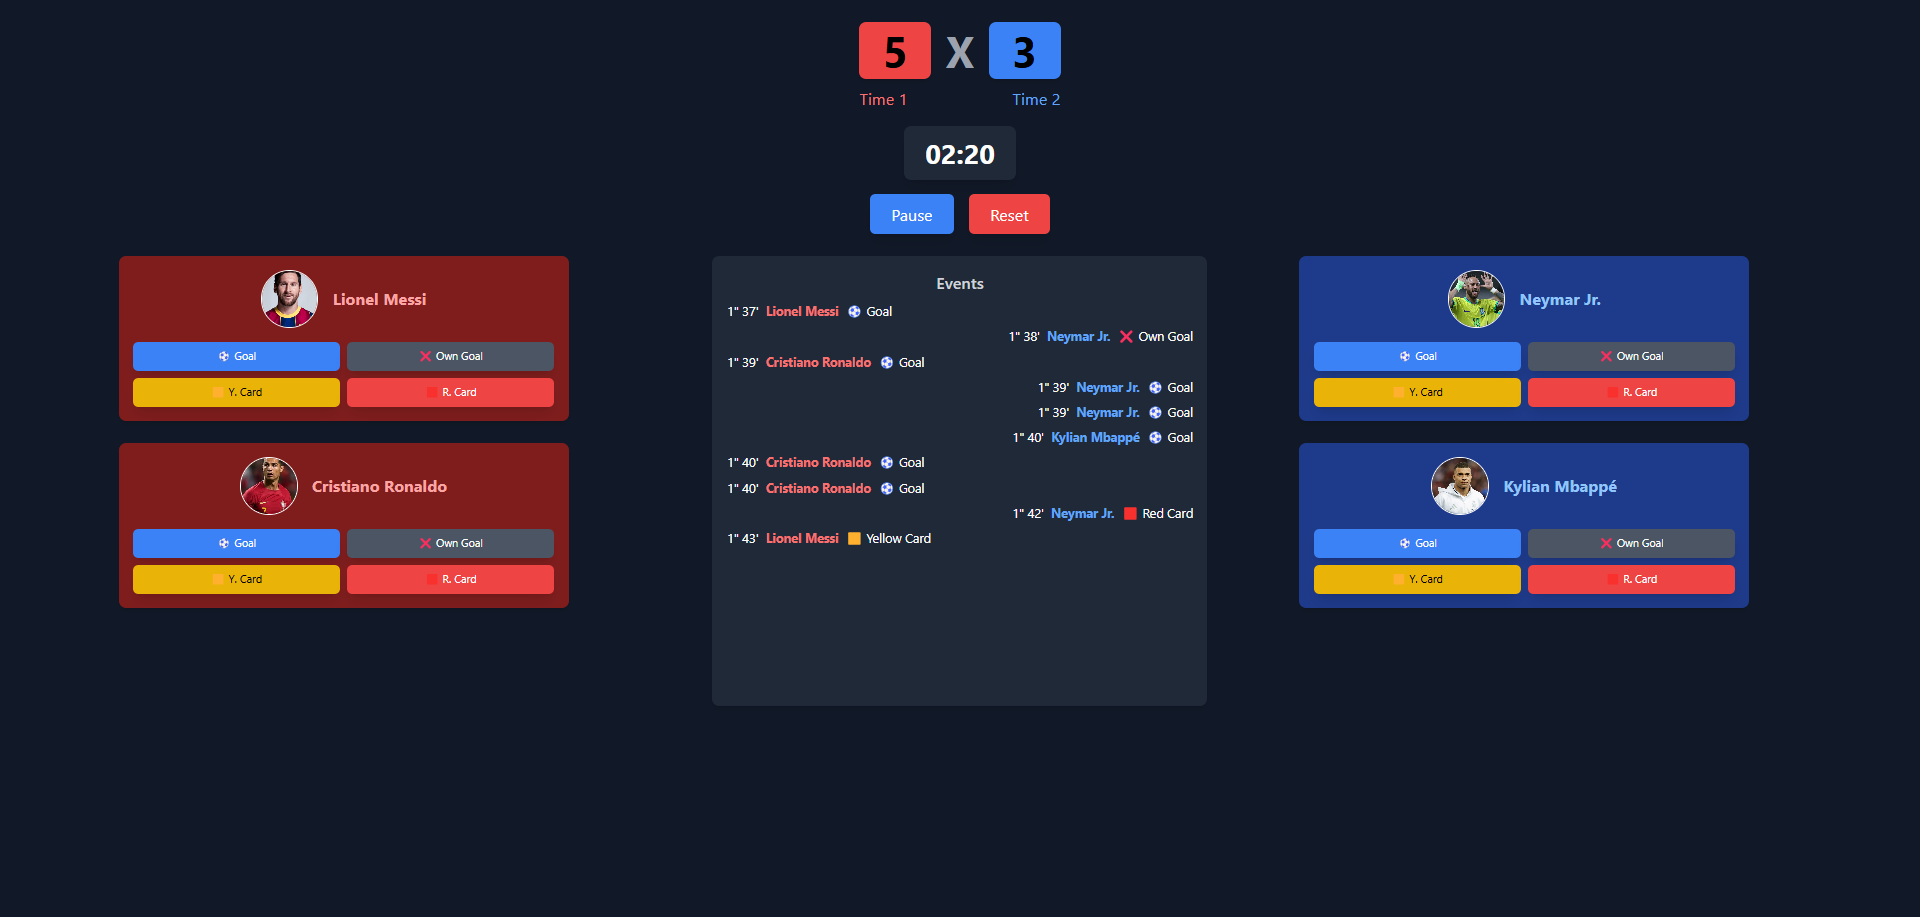 5 X 3
Time 1
Time 2
02:20
Pause
Reset
Lionel Messi
Goal
Own Goal
Y. Card
R. Card
Cristiano Ronaldo
Goal
Own Goal
Y. Card
R. Card
Events
1" 37' Lionel Messi Goal
1" 38' Neymar Jr. Own Goal
1" 39' Cristiano Ronaldo Goal
1" 39' Neymar Jr. Goal
1" 39' Neymar Jr. Goal
1" 40' Kylian Mbappé Goal
1" 40' Cristiano Ronaldo Goal
1" 40' Cristiano Ronaldo Goal
1" 42' Neymar Jr. Red Card
1" 43' Lionel Messi Yellow Card
Neymar Jr.
Goal
Own Goal
Y. Card
R. Card
Kylian Mbappé
Goal
Own Goal
Y. Card
R. Card